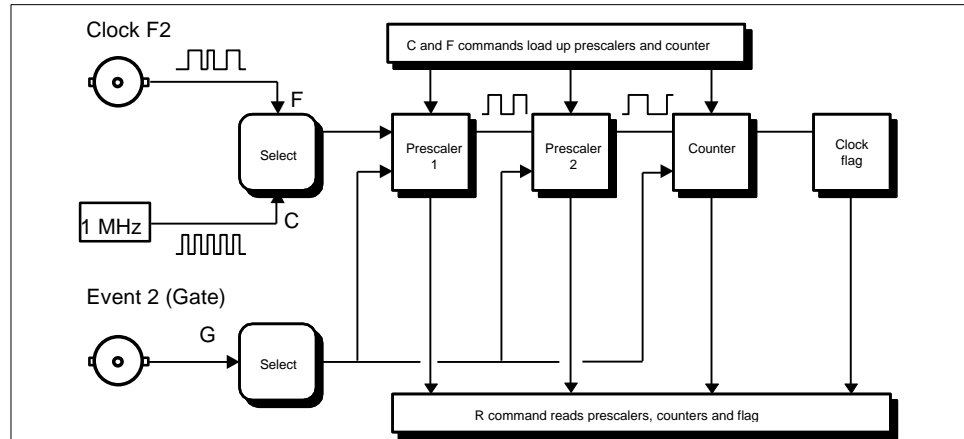 Clock F2
C and F commands load up prescalers and counter
F
Select
Prescaler
1
Prescaler
2
Counter
Clock
flag
1 MHz
C
Event 2 (Gate)
G
Select
R command reads prescalers, counters and flag